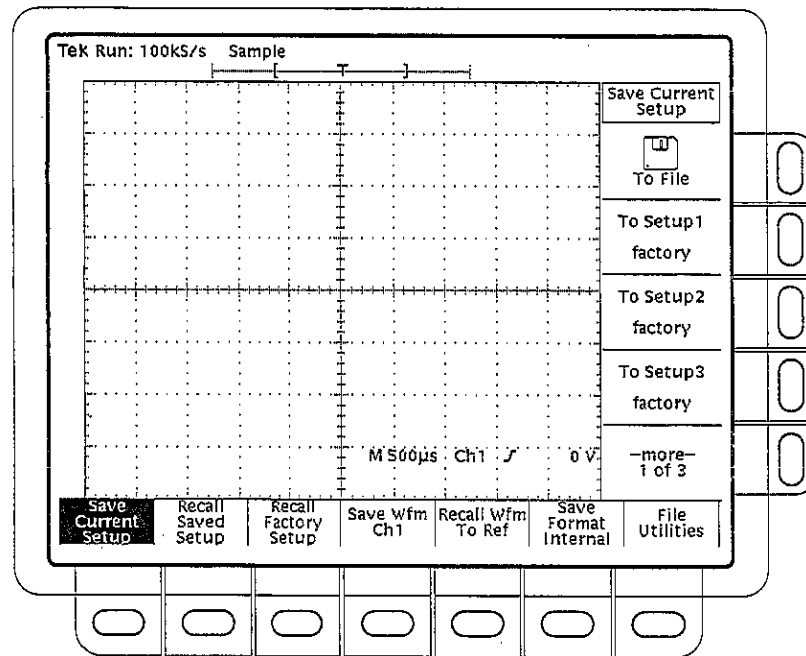 Tek Run: 100kS/s Sample
Save Current
Setup
To File
To Setup1
factory
To Setup2
factory
To Setup3
factory
-more-
1 of 3
M 500µs Ch1 0 V
Save
Current
Setup
Recall
Saved
Setup
Recall
Factory
Setup
Save Wfm
Ch1
Recall Wfm
To Ref
Save
Format
Internal
File
Utilities